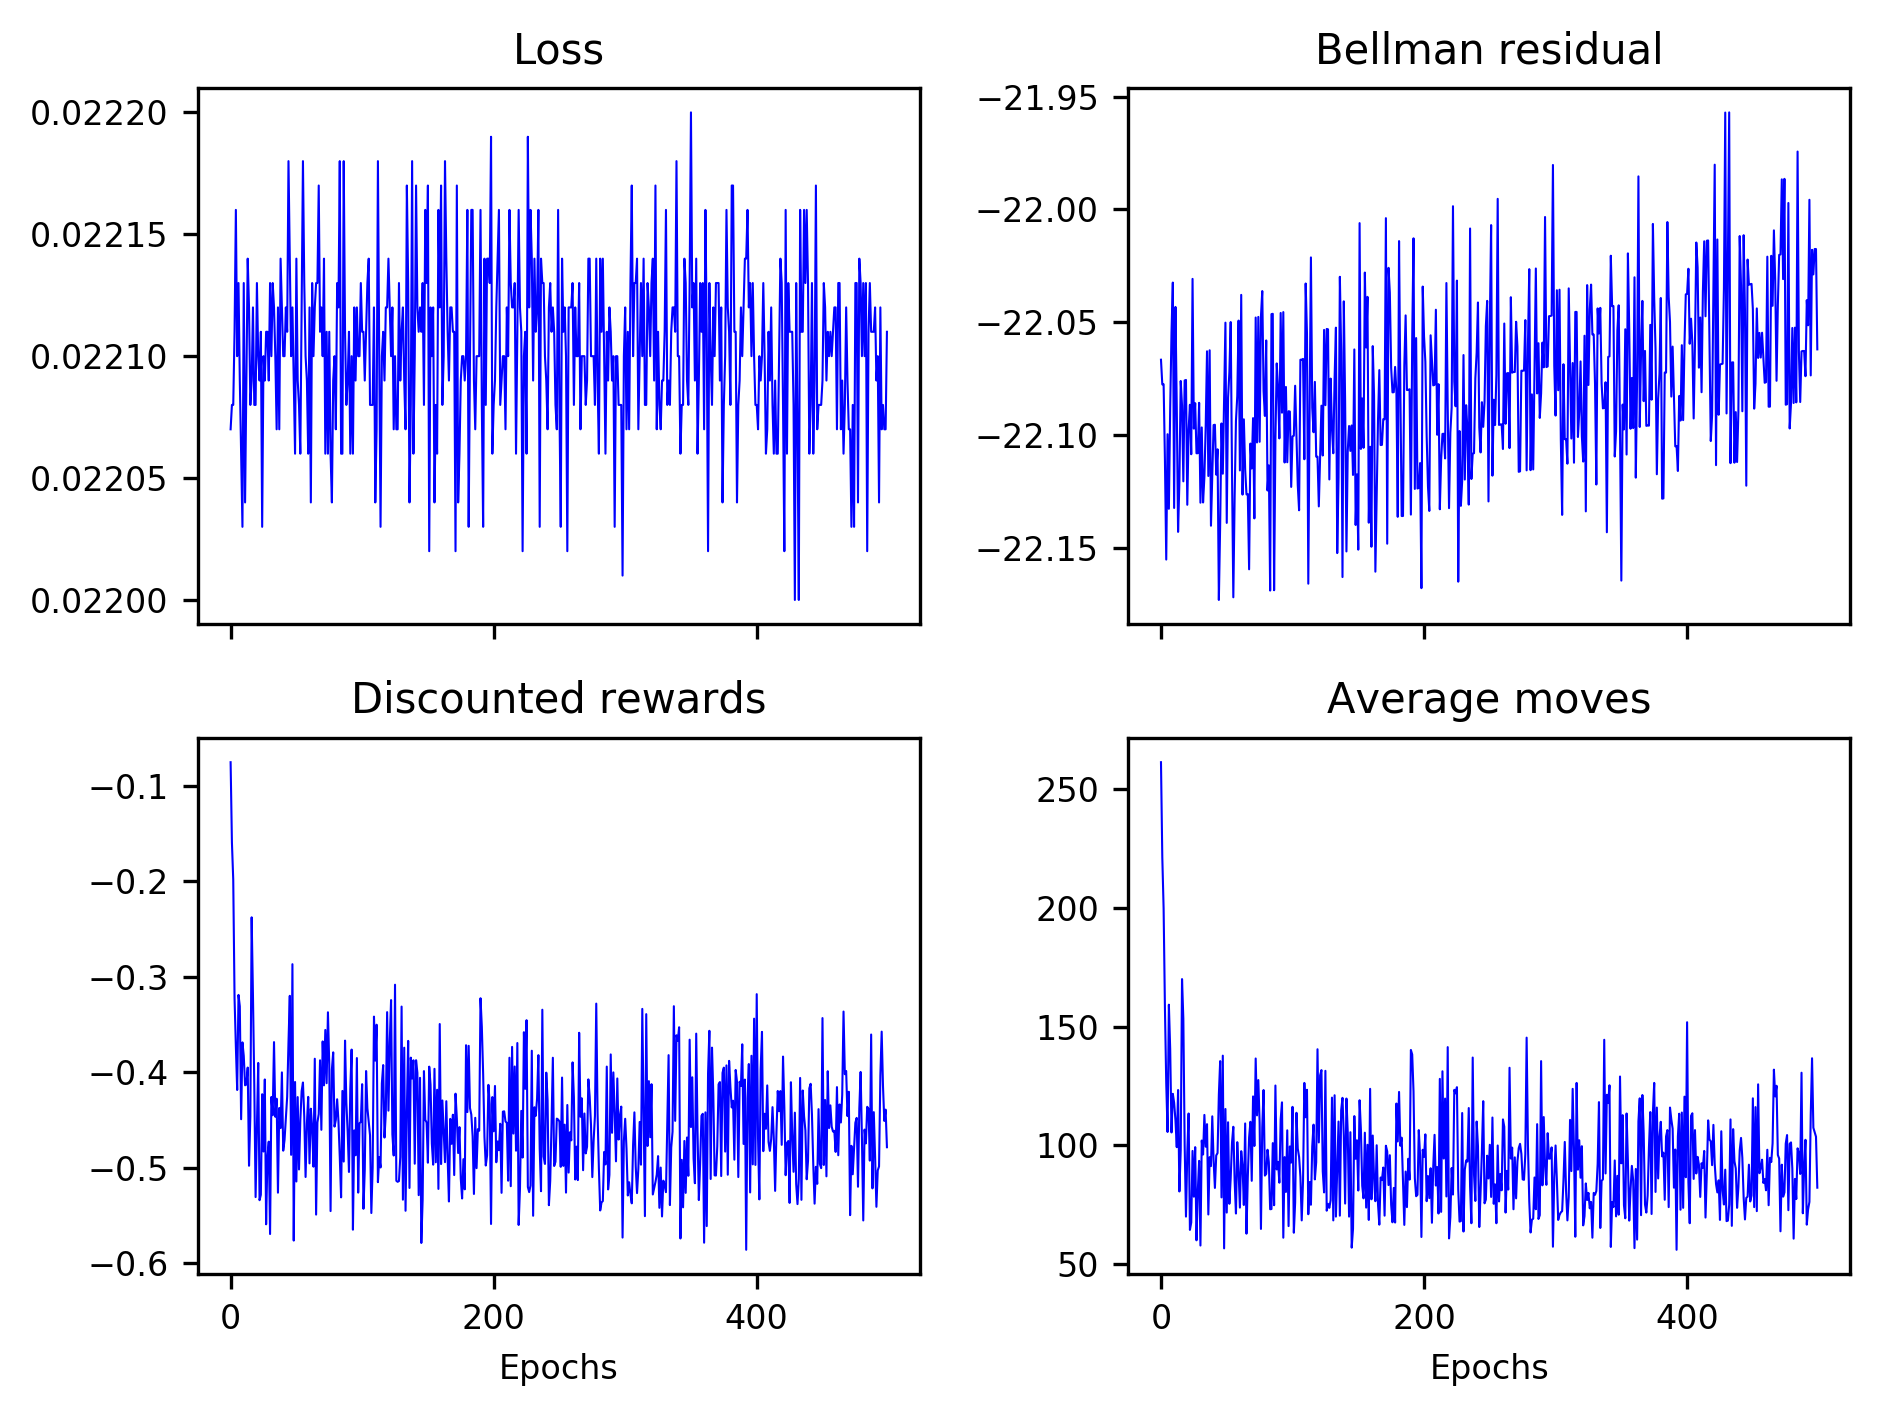 Loss
0.02220
0.02215
0.02210
0.02205
0.02200
Bellman residual
−21.95
−22.00
−22.05
−22.10
−22.15
Discounted rewards
−0.1
−0.2
−0.3
−0.4
−0.5
−0.6
0 200 400
Epochs
Average moves
250
200
150
100
50
0 200 400
Epochs